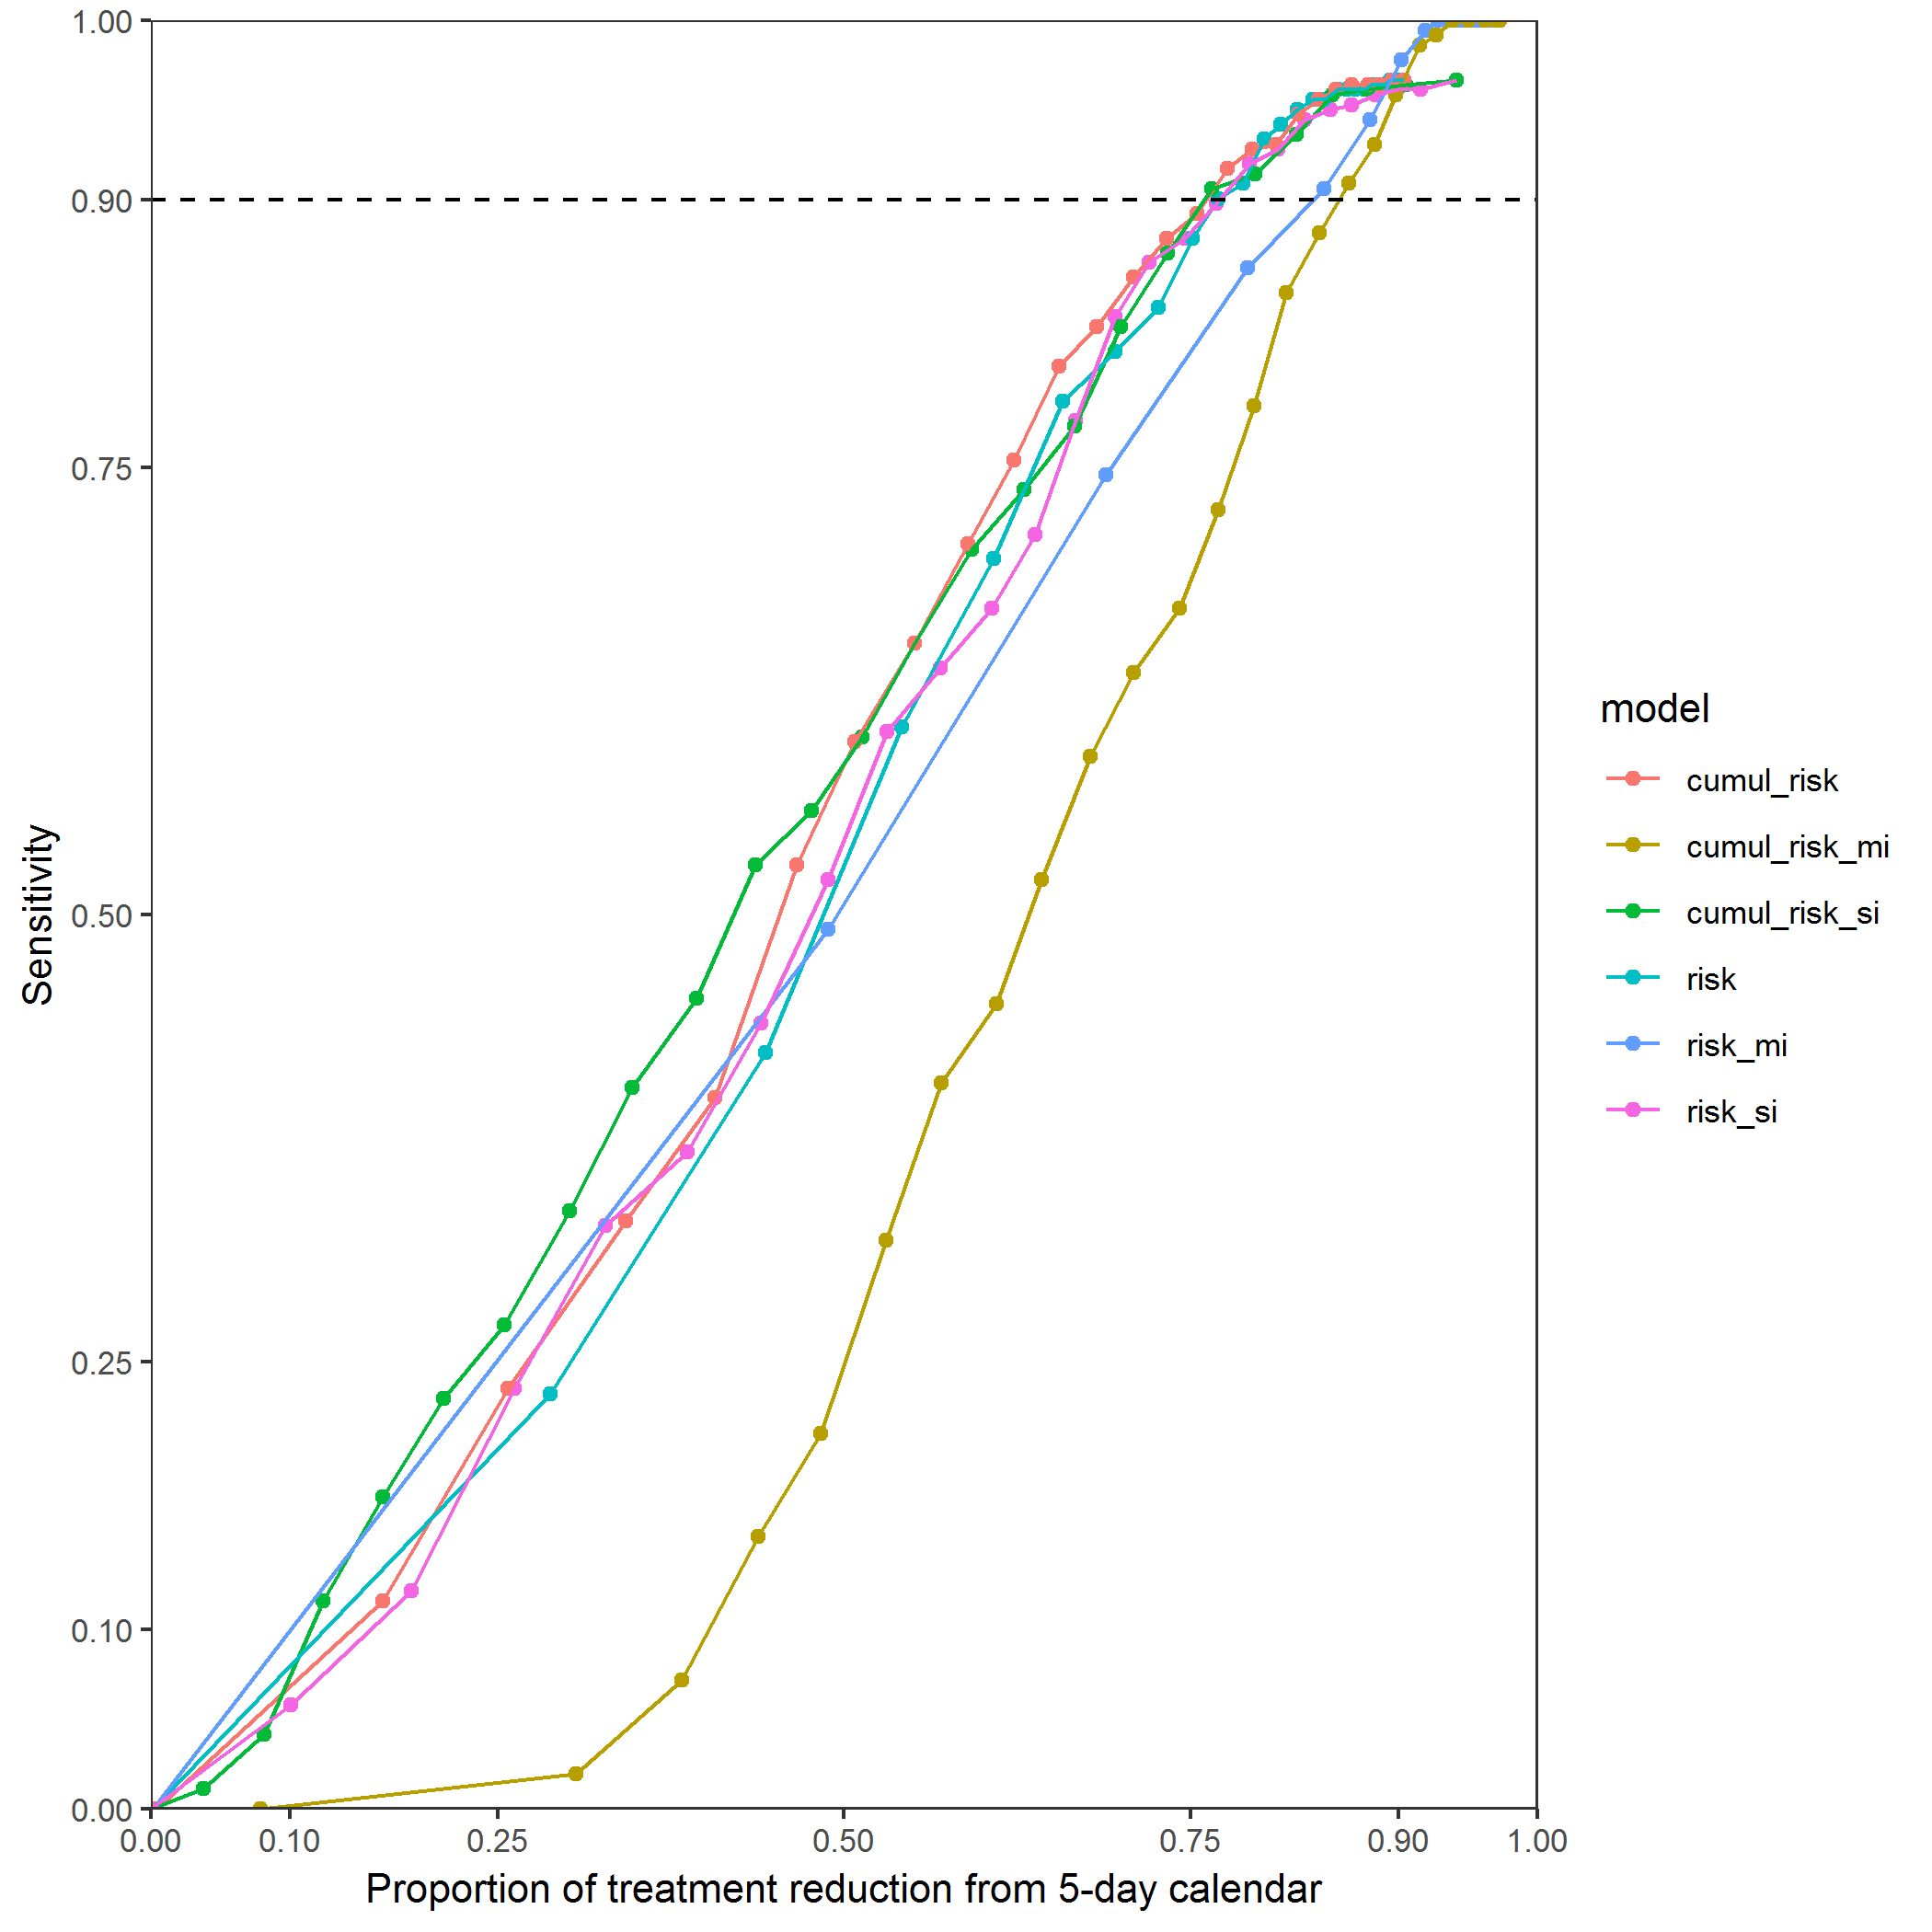 1.00
0.90
0.75
0.50
0.25
0.10
0.00
Sensitivity
0.00 0.10 0.25 0.50 0.75 0.90 1.00
Proportion of treatment reduction from 5-day calendar
model
cumul_risk
cumul_risk_mi
cumul_risk_si
risk
risk_mi
risk_si